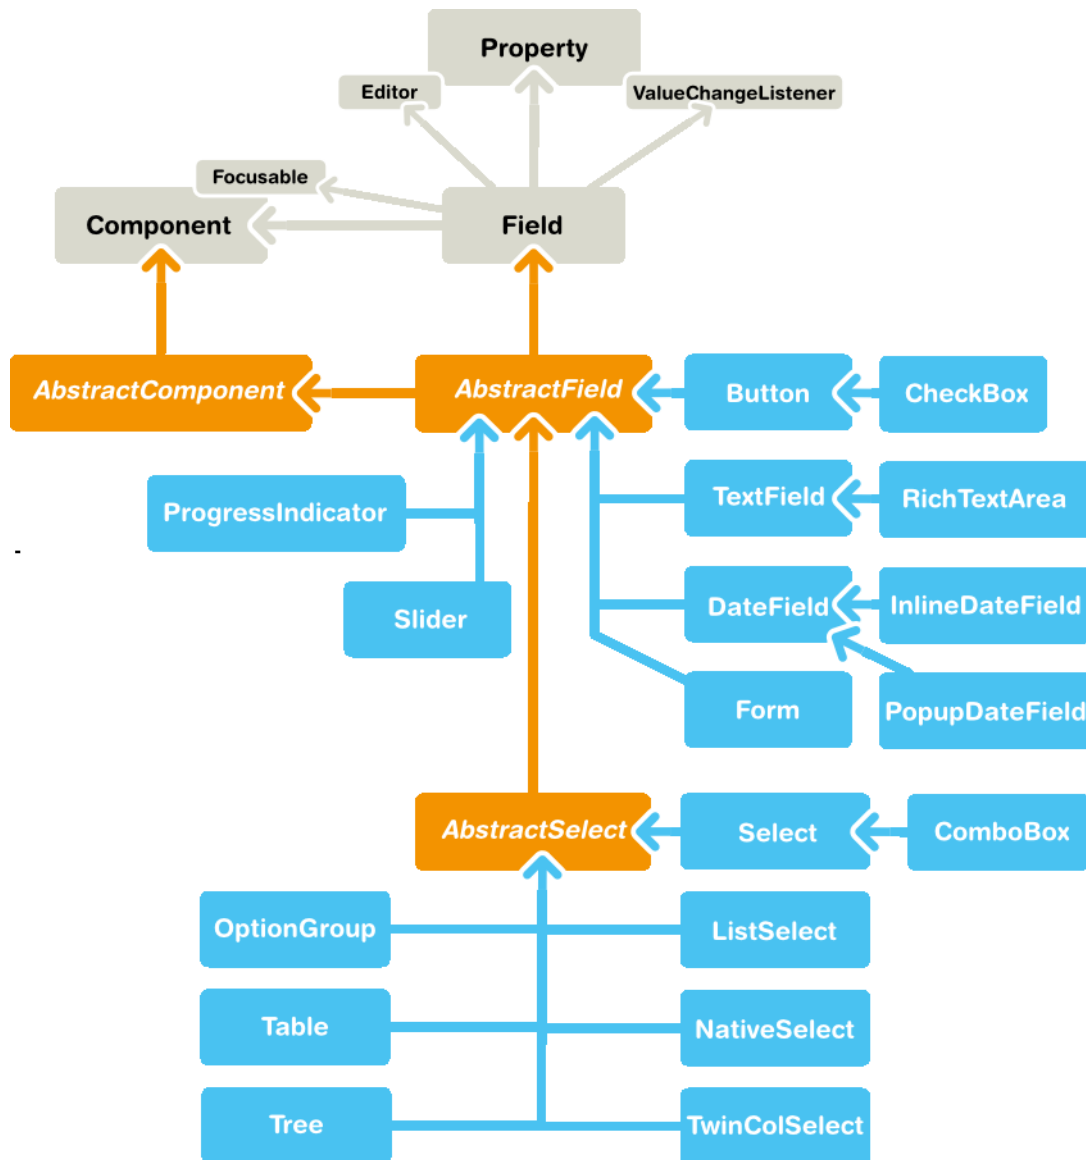 Property
Editor
ValueChangeListener
Focusable
Component
Field
AbstractComponent
AbstractField
Button
CheckBox
ProgressIndicator
TextField
RichTextArea
-
Slider
DateField
InlineDateField
Form
PopupDateField
AbstractSelect
Select
ComboBox
OptionGroup
ListSelect
Table
NativeSelect
Tree
TwinColSelect